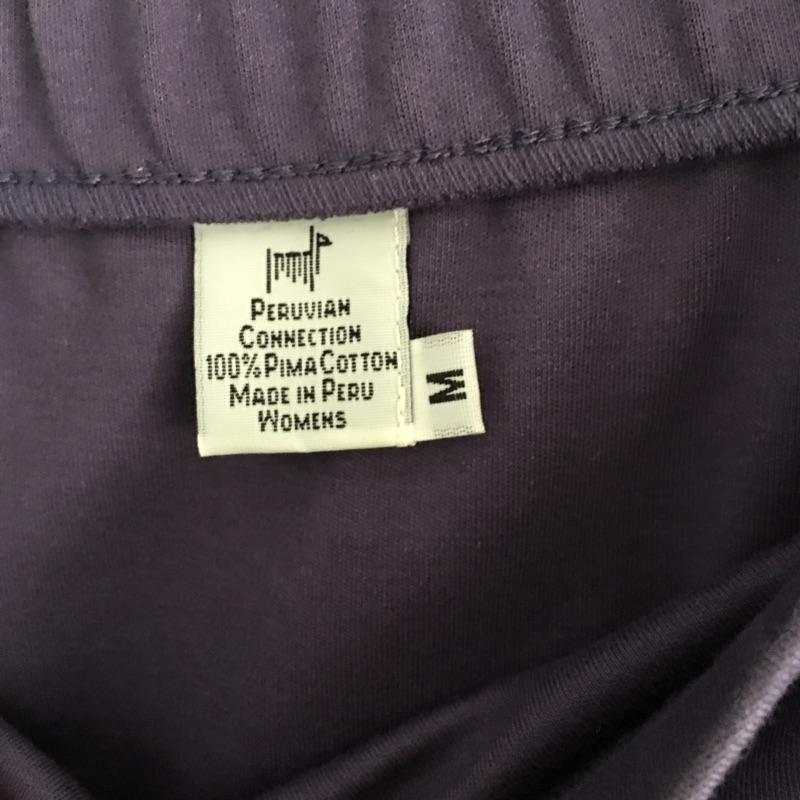 PERUVIAN
CONNECTION
100% PIMA COTTON
MADE IN PERU
WOMENS
M